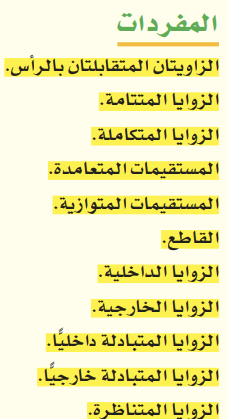 المفردات
الزاويتان المتقابلتان بالرأس.
الزوايا المتتامة.
الزوايا المتكاملة.
المستقيمات المتعامدة.
المستقيمات المتوازية.
القاطع.
الزوايا الداخلية.
الزوايا الخارجية.
الزوايا المتبادلة داخليًّا.
الزوايا المتبادلة خارجيًّا.
الزوايا المتناظرة.